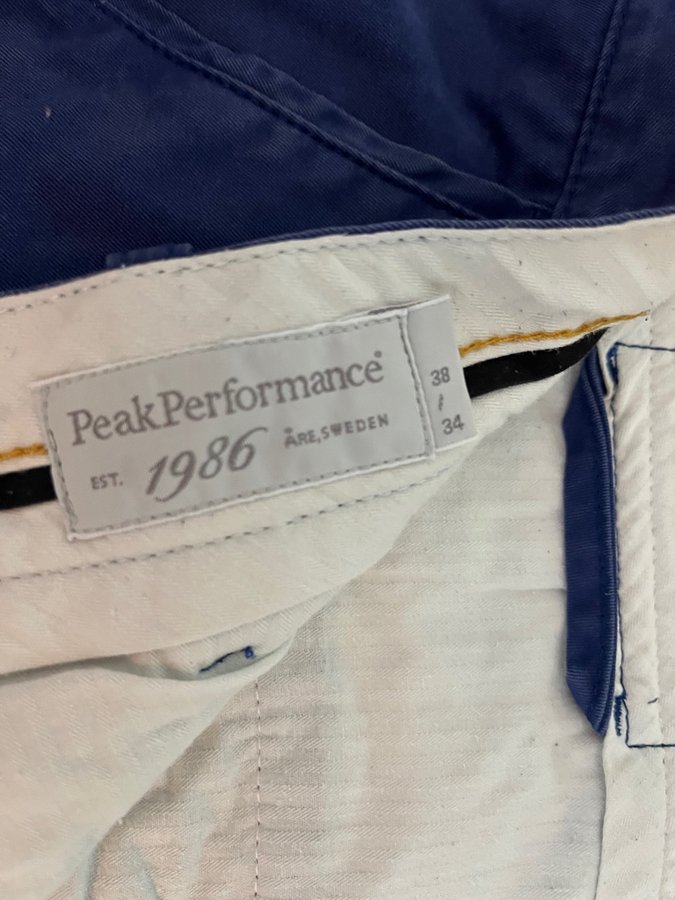 PeakPerformance®
EST. 1986 ÅRE, SWEDEN
38
/
34